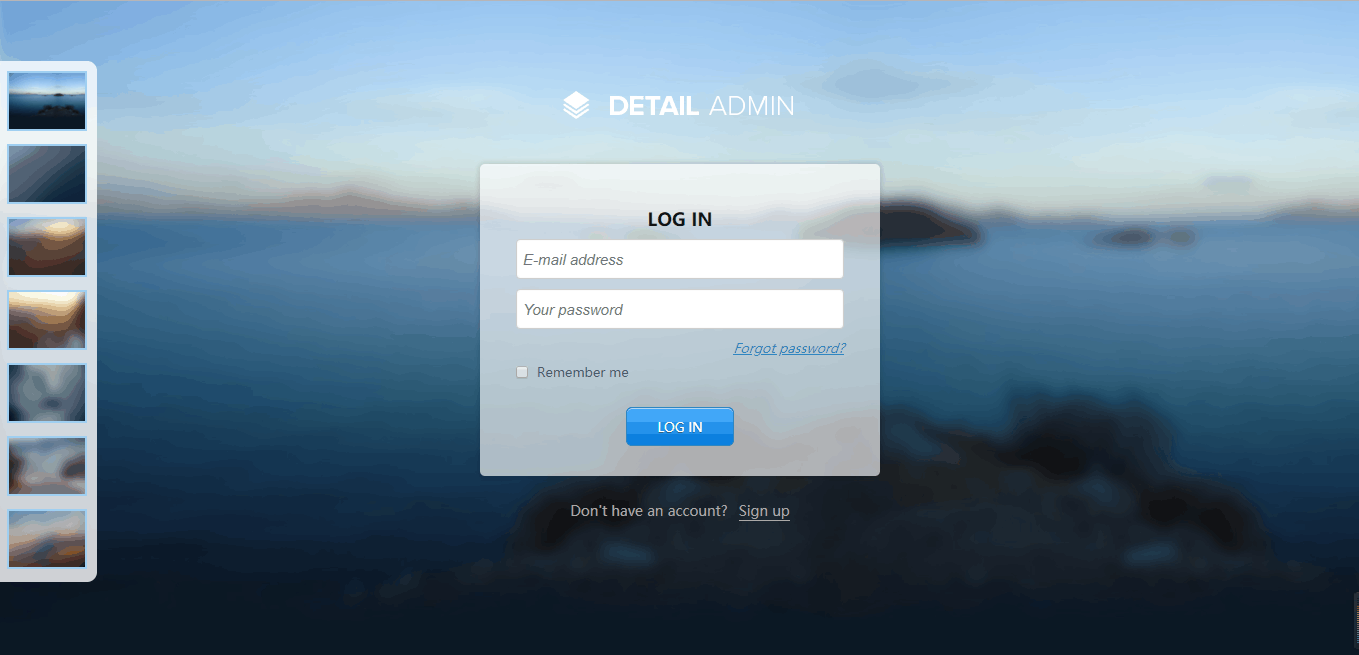 DETAIL ADMIN
LOG IN
E-mail address
Your password
Forgot password?
Remember me
LOG IN
Don't have an account? Sign up